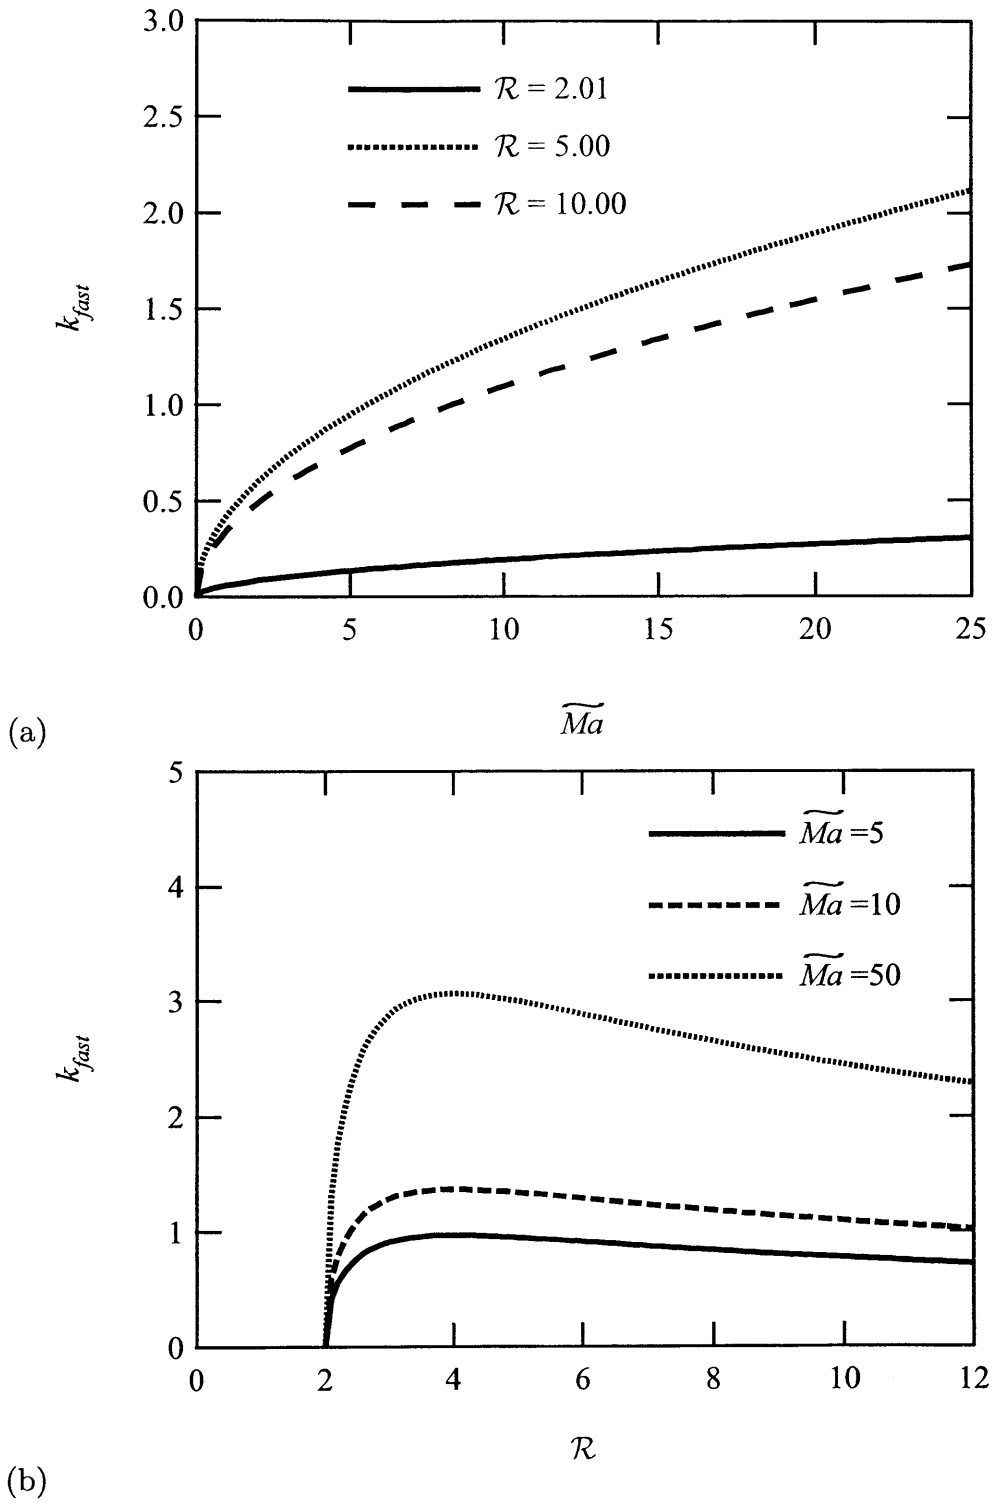 3.0
ℛ = 2.01
2.5
ℛ = 5.00
ℛ = 10.00
2.0
k_fast
1.5
1.0
0.5
0.0
0 5 10 15 20 25
(a)
M͠a
5
M͠a =5
4
M͠a =10
M͠a =50
3
k_fast
2
1
0
0 2 4 6 8 10 12
ℛ
(b)